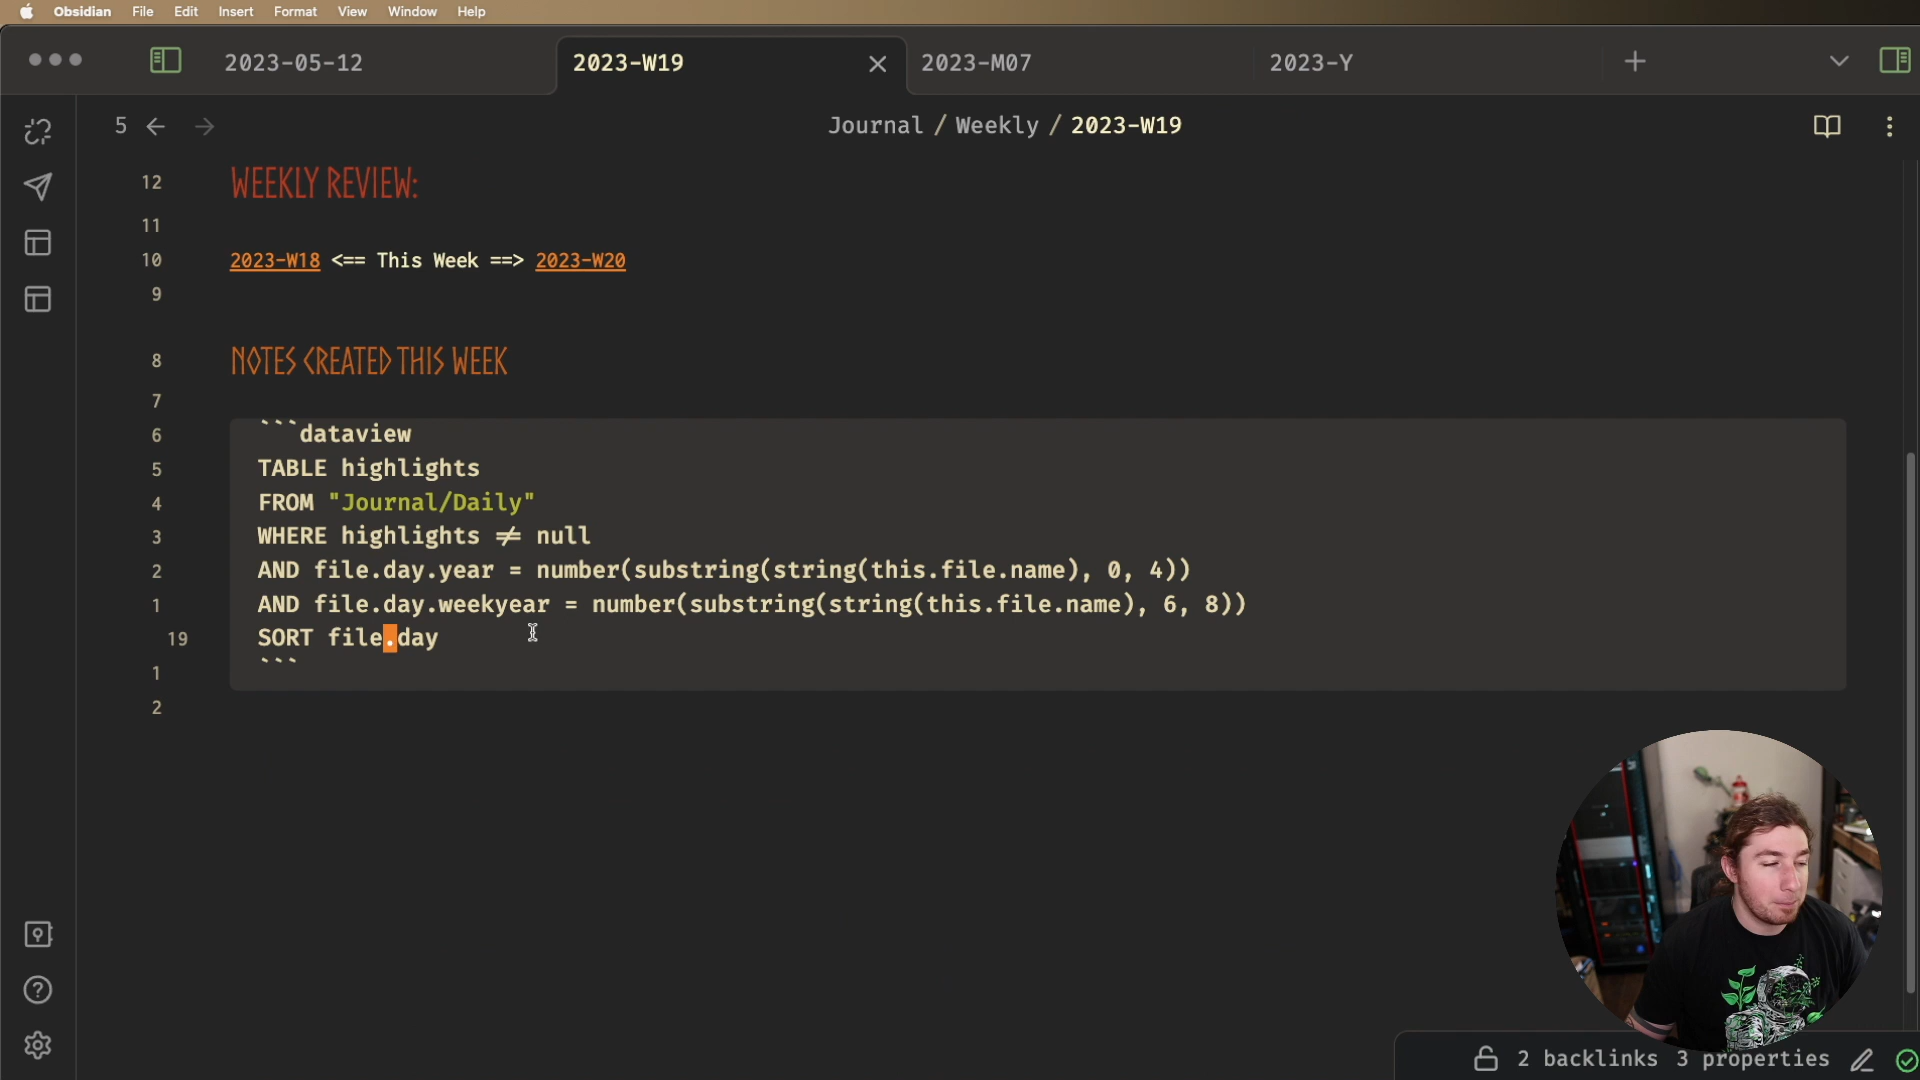 Obsidian File Edit Insert Format View Window Help
2023-05-12 2023-W19 2023-M07 2023-Y
5 Journal / Weekly / 2023-W19
12 WEEKLY REVIEW:
11
10 2023-W18 <== This Week ==> 2023-W20
9
8 NOTES CREATED THIS WEEK
7
6 ```dataview
5 TABLE highlights
4 FROM "Journal/Daily"
3 WHERE highlights != null
2 AND file.day.year = number(substring(string(this.file.name), 0, 4))
1 AND file.day.weekyear = number(substring(string(this.file.name), 6, 8))
19 SORT file.day
1 ```
2
2 backlinks 3 properties